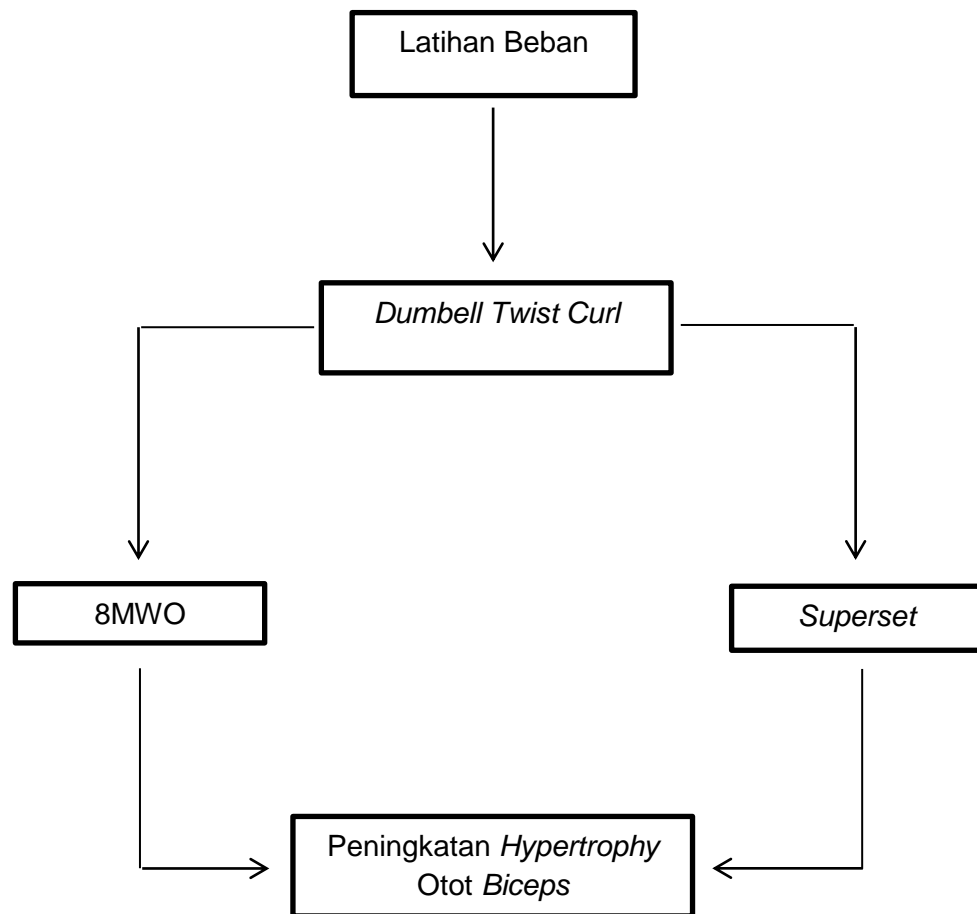 Latihan Beban
Dumbell Twist Curl
8MWO
Superset
Peningkatan Hypertrophy
Otot Biceps